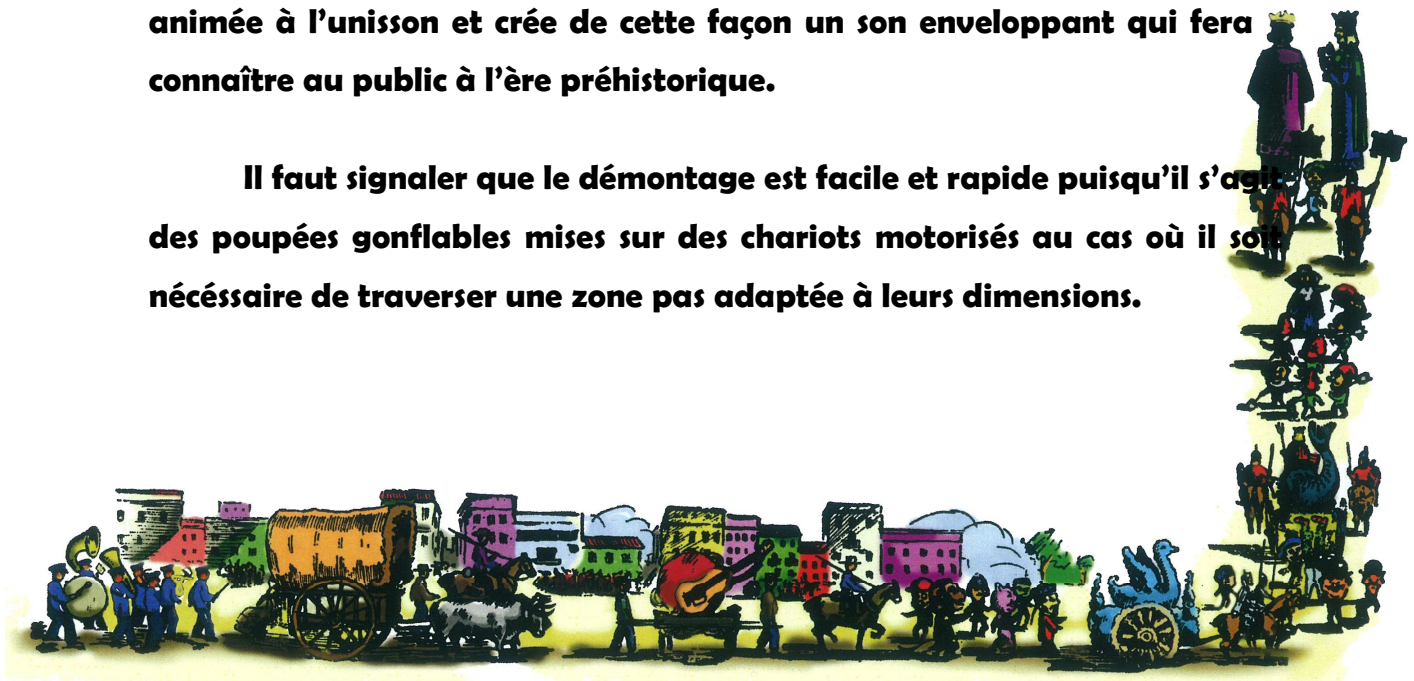 animée à l’unisson et crée de cette façon un son enveloppant qui fera
connaître au public à l’ère préhistorique.
Il faut signaler que le démontage est facile et rapide puisqu’il s’agit
des poupées gonflables mises sur des chariots motorisés au cas où il soit
nécéssaire de traverser une zone pas adaptée à leurs dimensions.